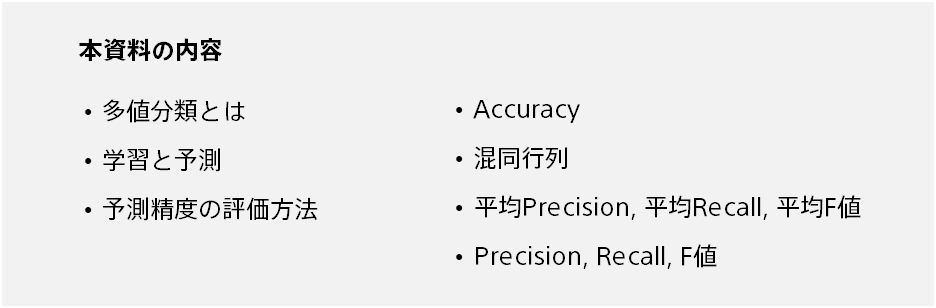 本資料の内容
・多値分類とは
・学習と予測
・予測精度の評価方法
・Accuracy
・混同行列
・平均Precision, 平均Recall, 平均F値
・Precision, Recall, F値